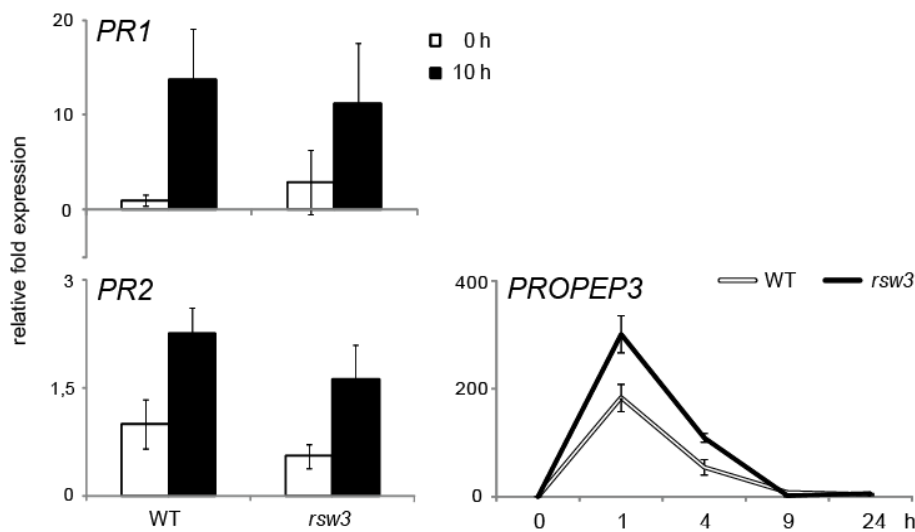 PR1
20
10
0
0 h
10 h
relative fold expression
PR2
3
1,5
0
WT rsw3
PROPEP3
WT rsw3
400
200
0
0 1 4 9 24 h